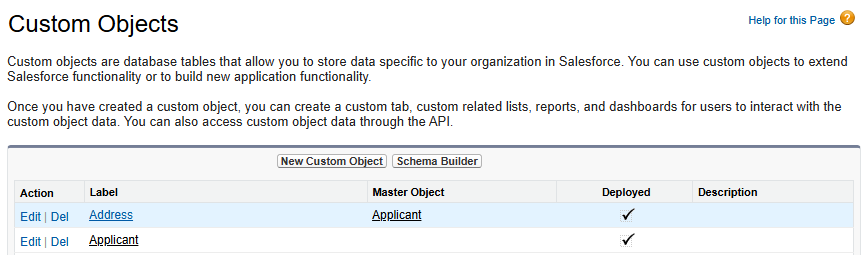 Custom Objects
Help for this Page
Custom objects are database tables that allow you to store data specific to your organization in Salesforce. You can use custom objects to extend
Salesforce functionality or to build new application functionality.
Once you have created a custom object, you can create a custom tab, custom related lists, reports, and dashboards for users to interact with the
custom object data. You can also access custom object data through the API.
New Custom Object Schema Builder
Action Label Master Object Deployed Description
Edit | Del Address Applicant ✓
Edit | Del Applicant ✓